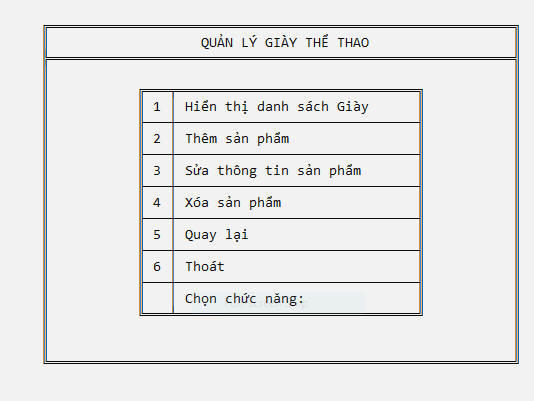 QUẢN LÝ GIÀY THỂ THAO
1 Hiển thị danh sách Giày
2 Thêm sản phẩm
3 Sửa thông tin sản phẩm
4 Xóa sản phẩm
5 Quay lại
6 Thoát
Chọn chức năng: